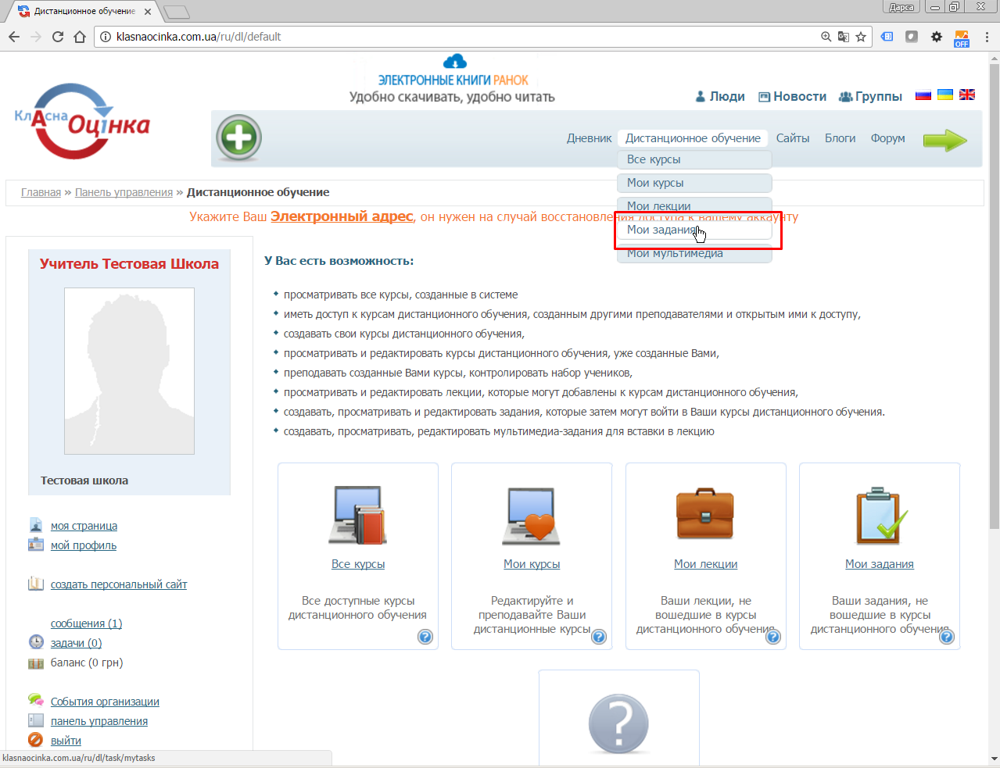 Дистанционное обучение
Дарса
klasnaocinka.com.ua/ru/dl/default
OFF
ЭЛЕКТРОННЫЕ КНИГИ РАНОК
Удобно скачивать, удобно читать
КлАсна
Оцінка
Люди
Новости
Группы
Дневник
Дистанционное обучение
Сайты
Блоги
Форум
Все курсы
Мои курсы
Мои лекции
Мои задания
Мои мультимедиа
Главная » Панель управления » Дистанционное обучение
Укажите Ваш Электронный адрес, он нужен на случай восстановления доступа к вашему аккаунту
Учитель Тестовая Школа
Тестовая школа
моя страница
мой профиль
создать персональный сайт
сообщения (1)
задачи (0)
баланс (0 грн)
События организации
панель управления
выйти
У Вас есть возможность:
просматривать все курсы, созданные в системе
иметь доступ к курсам дистанционного обучения, созданным другими преподавателями и открытым ими к доступу,
создавать свои курсы дистанционного обучения,
просматривать и редактировать курсы дистанционного обучения, уже созданные Вами,
преподавать созданные Вами курсы, контролировать набор учеников,
просматривать и редактировать лекции, которые могут добавлены к курсам дистанционного обучения,
создавать, просматривать и редактировать задания, которые затем могут войти в Ваши курсы дистанционного обучения.
создавать, просматривать, редактировать мультимедиа-задания для вставки в лекцию
Все курсы
Все доступные курсы
дистанционного обучения
Мои курсы
Редактируйте и
преподавайте Ваши
дистанционные курсы
Мои лекции
Ваши лекции, не
вошедшие в курсы
дистанционного обучения
Мои задания
Ваши задания, не
вошедшие в курсы
дистанционного обучения
klasnaocinka.com.ua/ru/dl/task/mytasks